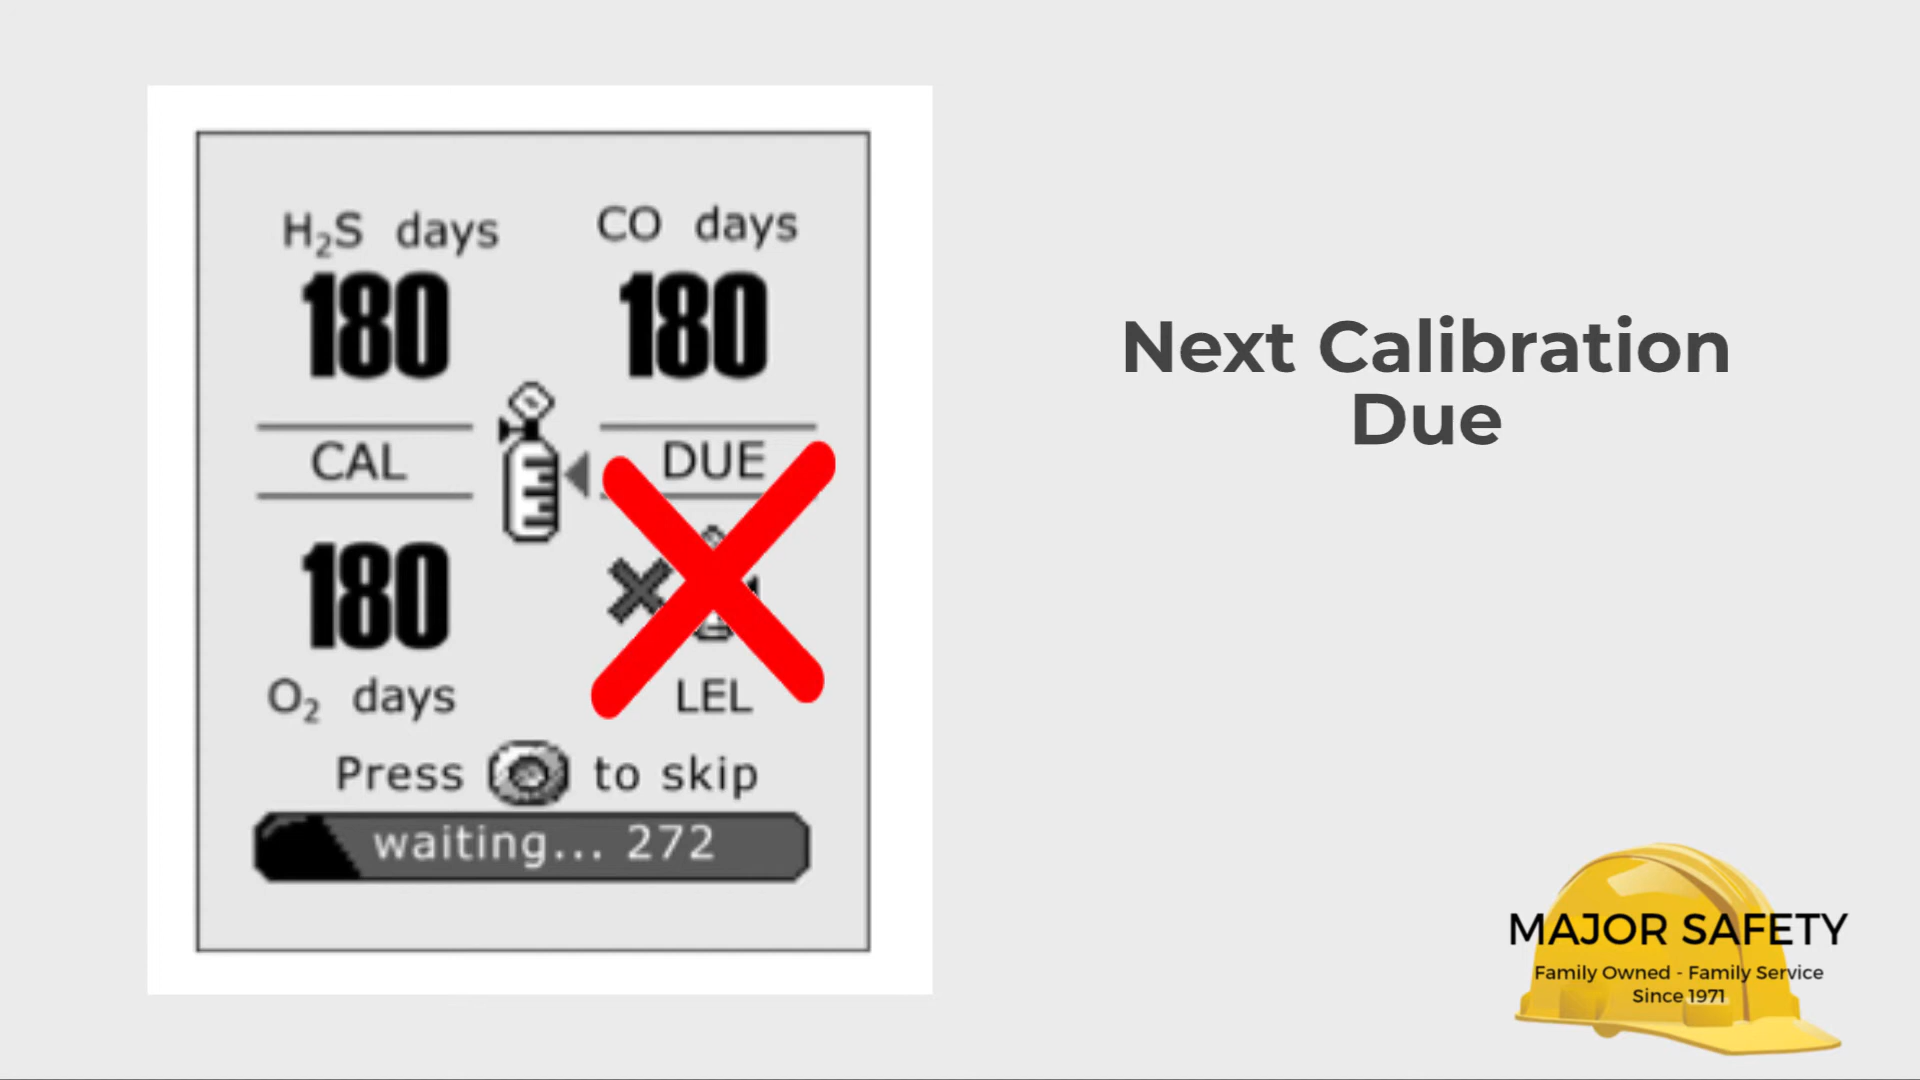 H₂S days
CO days
180
180
CAL
DUE
180
O₂ days
LEL
Press to skip
waiting... 272
Next Calibration
Due
MAJOR SAFETY
Family Owned - Family Service
Since 1971